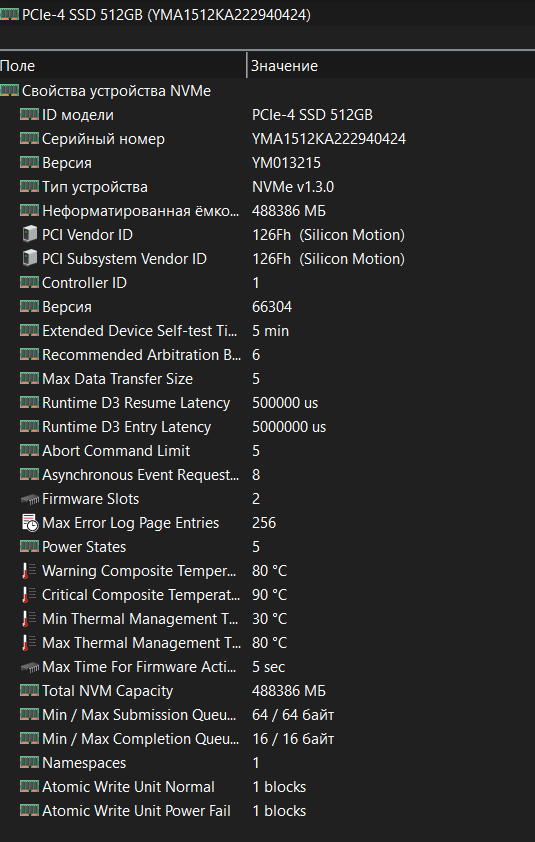 PCIe-4 SSD 512GB (YMA1512KA222940424)
Поле Значение
Свойства устройства NVMe
ID модели PCIe-4 SSD 512GB
Серийный номер YMA1512KA222940424
Версия YM013215
Тип устройства NVMe v1.3.0
Неформатированная ёмко... 488386 МБ
PCI Vendor ID 126Fh (Silicon Motion)
PCI Subsystem Vendor ID 126Fh (Silicon Motion)
Controller ID 1
Версия 66304
Extended Device Self-test Ti... 5 min
Recommended Arbitration B... 6
Max Data Transfer Size 5
Runtime D3 Resume Latency 500000 us
Runtime D3 Entry Latency 5000000 us
Abort Command Limit 5
Asynchronous Event Request... 8
Firmware Slots 2
Max Error Log Page Entries 256
Power States 5
Warning Composite Temper... 80 °C
Critical Composite Temperat... 90 °C
Min Thermal Management T... 30 °C
Max Thermal Management T... 80 °C
Max Time For Firmware Acti... 5 sec
Total NVM Capacity 488386 МБ
Min / Max Submission Queu... 64 / 64 байт
Min / Max Completion Queu... 16 / 16 байт
Namespaces 1
Atomic Write Unit Normal 1 blocks
Atomic Write Unit Power Fail 1 blocks